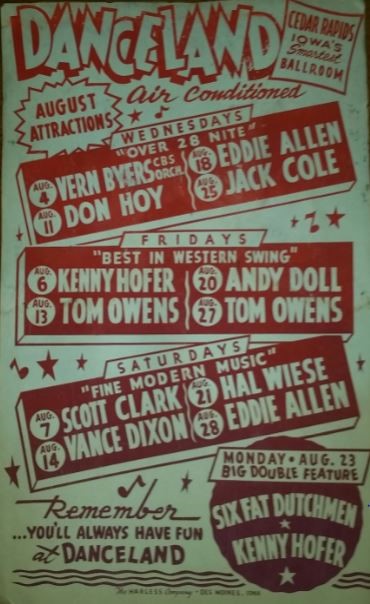 DANCELAND
CEDAR RAPIDS
IOWA'S
Smartest
BALLROOM
Air Conditioned
AUGUST
ATTRACTIONS
WEDNESDAYS
"OVER 28 NITE"
AUG. 4 VERN BYERS CBS ORCH.
AUG. 11 DON HOY
AUG. 18 EDDIE ALLEN
AUG. 25 JACK COLE
FRIDAYS
"BEST IN WESTERN SWING"
AUG. 6 KENNY HOFER
AUG. 13 TOM OWENS
AUG. 20 ANDY DOLL
AUG. 27 TOM OWENS
SATURDAYS
"FINE MODERN MUSIC"
AUG. 7 SCOTT CLARK
AUG. 14 VANCE DIXON
AUG. 21 HAL WIESE
AUG. 28 EDDIE ALLEN
MONDAY • AUG. 23
BIG DOUBLE FEATURE
SIX FAT DUTCHMEN
KENNY HOFER
Remember
...YOU'LL ALWAYS HAVE FUN
at DANCELAND
The HARLESS Company • DES MOINES, IOWA